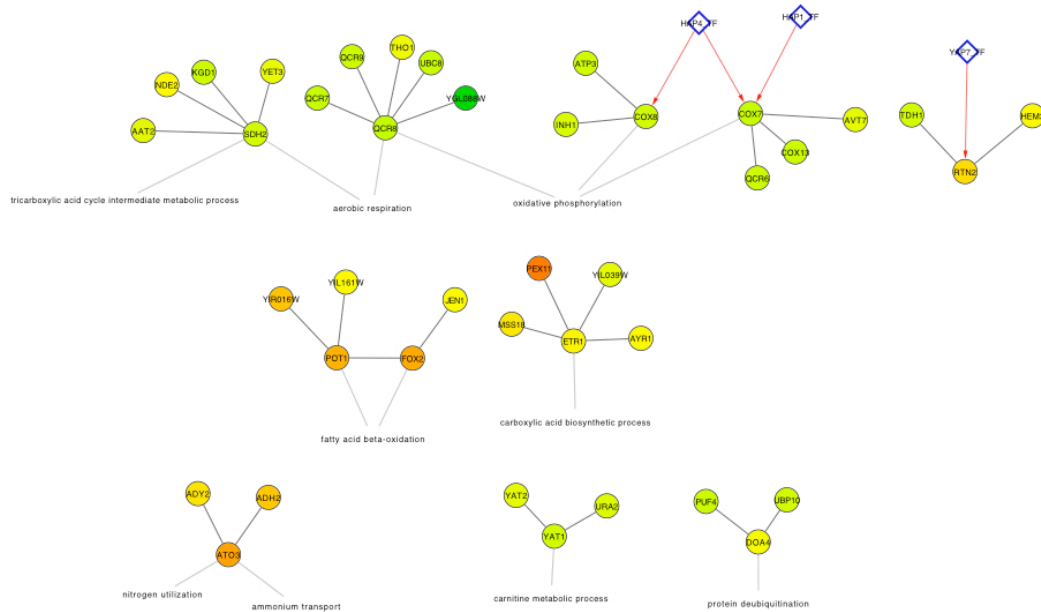 HAP4_TF
HAP1_TF
YAP7_TF
THO1
QCR9
UBC8
KGD1
YET3
NDE2
ATP3
YGL088W
QCR7
AAT2
SDH2
QCR8
INH1
COX8
COX7
AVT7
TDH1
COX13
QCR6
RTN2
tricarboxylic acid cycle intermediate metabolic process
aerobic respiration
oxidative phosphorylation
PEX11
YIL039W
YIL161W
YIR016W
JEN1
MSS18
ETR1
AYR1
POT1
FOX2
carboxylic acid biosynthetic process
fatty acid beta-oxidation
ADY2
ADH2
YAT2
URA2
PUF4
UBP10
ATO3
YAT1
DOA4
nitrogen utilization
ammonium transport
carnitine metabolic process
protein deubiquitination